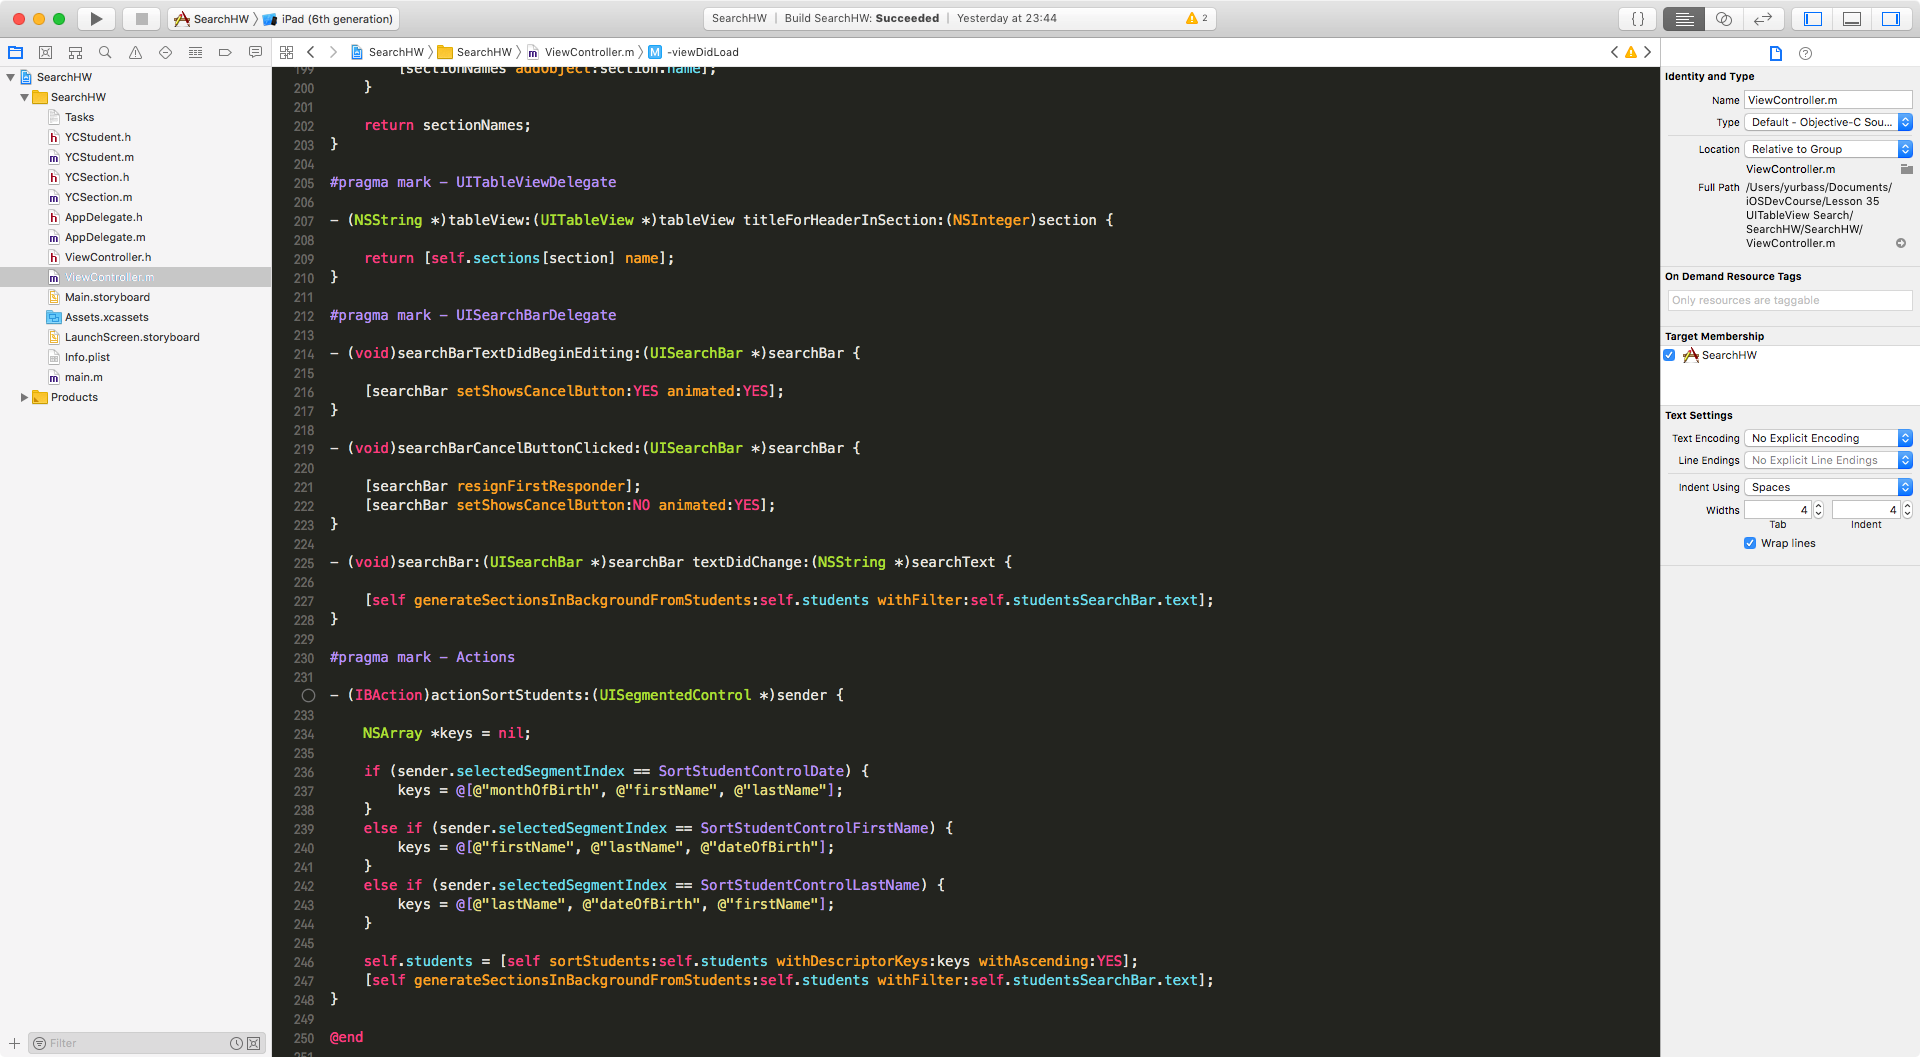 SearchHW
iPad (6th generation)
SearchHW | Build SearchHW: Succeeded | Yesterday at 23:44
2
{ }
SearchHW
SearchHW
ViewController.m
M -viewDidLoad
SearchHW
SearchHW
Tasks
h YCStudent.h
m YCStudent.m
h YCSection.h
m YCSection.m
h AppDelegate.h
m AppDelegate.m
h ViewController.h
m ViewController.m
Main.storyboard
Assets.xcassets
LaunchScreen.storyboard
Info.plist
m main.m
Products
Filter
199 [sectionNames addObject:section.name];
200 }
201
202 return sectionNames;
203 }
204
205 #pragma mark - UITableViewDelegate
206
207 - (NSString *)tableView:(UITableView *)tableView titleForHeaderInSection:(NSInteger)section {
208
209 return [self.sections[section] name];
210 }
211
212 #pragma mark - UISearchBarDelegate
213
214 - (void)searchBarTextDidBeginEditing:(UISearchBar *)searchBar {
215
216 [searchBar setShowsCancelButton:YES animated:YES];
217 }
218
219 - (void)searchBarCancelButtonClicked:(UISearchBar *)searchBar {
220
221 [searchBar resignFirstResponder];
222 [searchBar setShowsCancelButton:NO animated:YES];
223 }
224
225 - (void)searchBar:(UISearchBar *)searchBar textDidChange:(NSString *)searchText {
226
227 [self generateSectionsInBackgroundFromStudents:self.students withFilter:self.studentsSearchBar.text];
228 }
229
230 #pragma mark - Actions
231
- (IBAction)actionSortStudents:(UISegmentedControl *)sender {
233
234 NSArray *keys = nil;
235
236 if (sender.selectedSegmentIndex == SortStudentControlDate) {
237 keys = @[@"monthOfBirth", @"firstName", @"lastName"];
238 }
239 else if (sender.selectedSegmentIndex == SortStudentControlFirstName) {
240 keys = @[@"firstName", @"lastName", @"dateOfBirth"];
241 }
242 else if (sender.selectedSegmentIndex == SortStudentControlLastName) {
243 keys = @[@"lastName", @"dateOfBirth", @"firstName"];
244 }
245
246 self.students = [self sortStudents:self.students withDescriptorKeys:keys withAscending:YES];
247 [self generateSectionsInBackgroundFromStudents:self.students withFilter:self.studentsSearchBar.text];
248 }
249
250 @end
251
Identity and Type
Name ViewController.m
Type Default - Objective-C Sou...
Location Relative to Group
ViewController.m
Full Path /Users/yurbass/Documents/
iOSDevCourse/Lesson 35
UITableView Search/
SearchHW/SearchHW/
ViewController.m
On Demand Resource Tags
Only resources are taggable
Target Membership
SearchHW
Text Settings
Text Encoding No Explicit Encoding
Line Endings No Explicit Line Endings
Indent Using Spaces
Widths 4 4
Tab Indent
Wrap lines